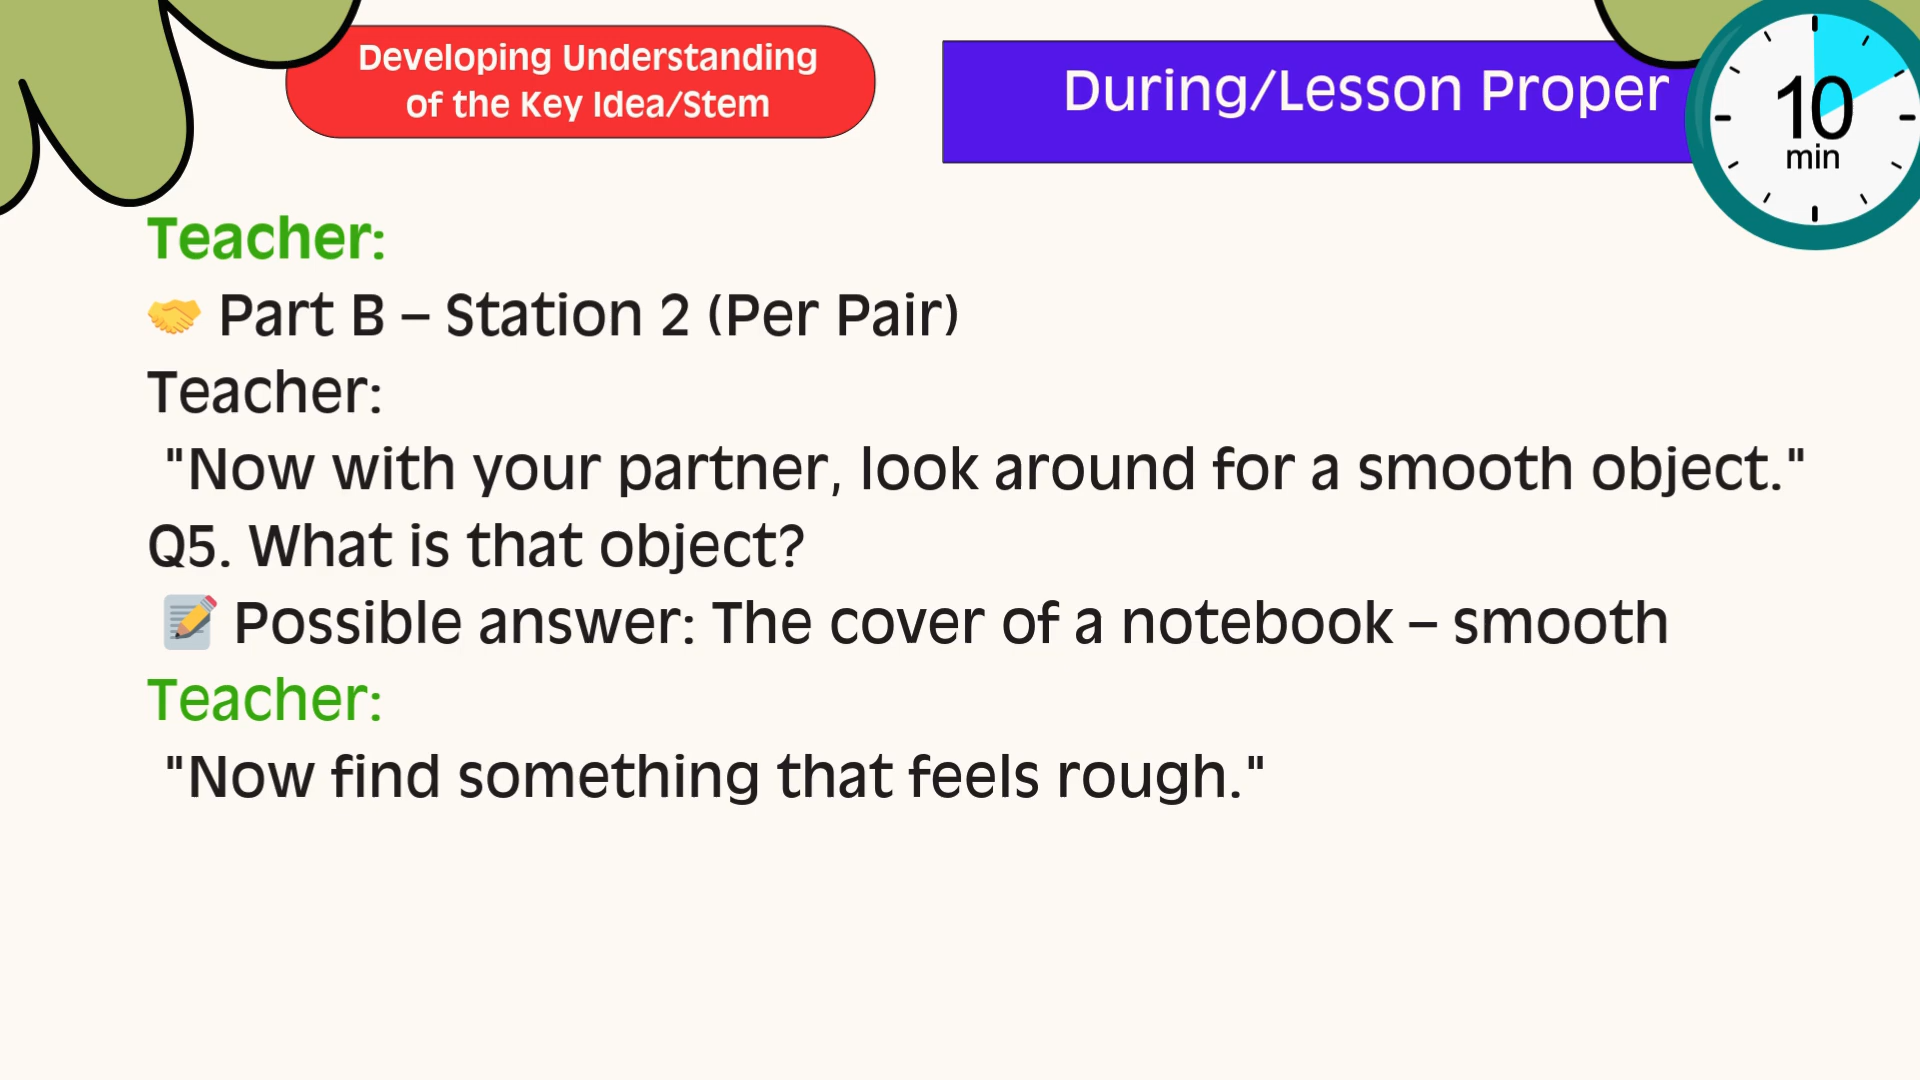 Developing Understanding
of the Key Idea/Stem
During/Lesson Proper
10
min
Teacher:
🤝 Part B – Station 2 (Per Pair)
Teacher:
"Now with your partner, look around for a smooth object."
Q5. What is that object?
📝 Possible answer: The cover of a notebook – smooth
Teacher:
"Now find something that feels rough."